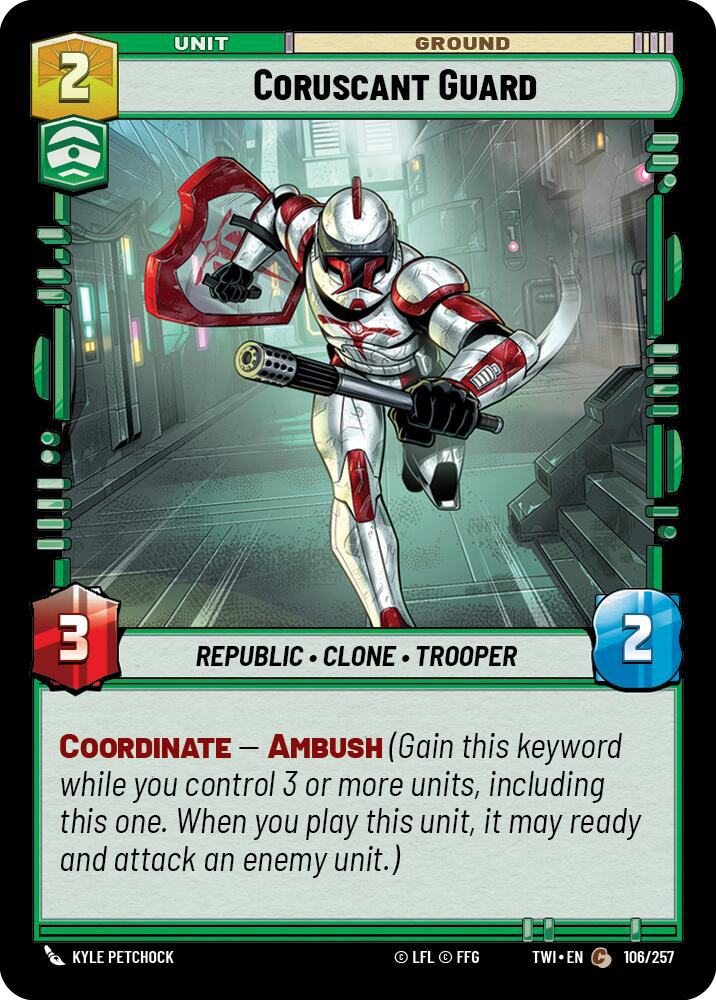 UNIT
GROUND
2
CORUSCANT GUARD
3
REPUBLIC • CLONE • TROOPER
2
COORDINATE – AMBUSH (Gain this keyword
while you control 3 or more units, including
this one. When you play this unit, it may ready
and attack an enemy unit.)
KYLE PETCHOCK
© LFL © FFG
TWI • EN
C
106/257